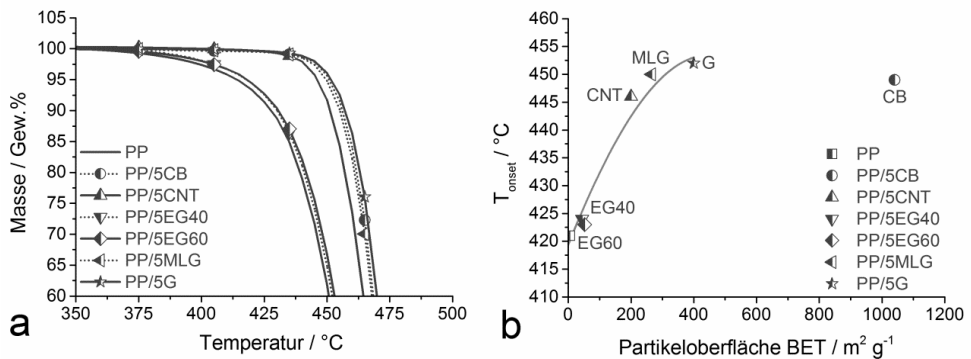 a
Masse / Gew.%
100
95
90
85
80
75
70
65
60
PP
PP/5CB
PP/5CNT
PP/5EG40
PP/5EG60
PP/5MLG
PP/5G
350
375
400
425
450
475
500
Temperatur / °C
b
T onset / °C
460
455
450
445
440
435
430
425
420
415
410
MLG
G
CNT
CB
EG40
EG60
PP
PP/5CB
PP/5CNT
PP/5EG40
PP/5EG60
PP/5MLG
PP/5G
0
200
400
600
800
1000
1200
Partikeloberfläche BET / m² g⁻¹